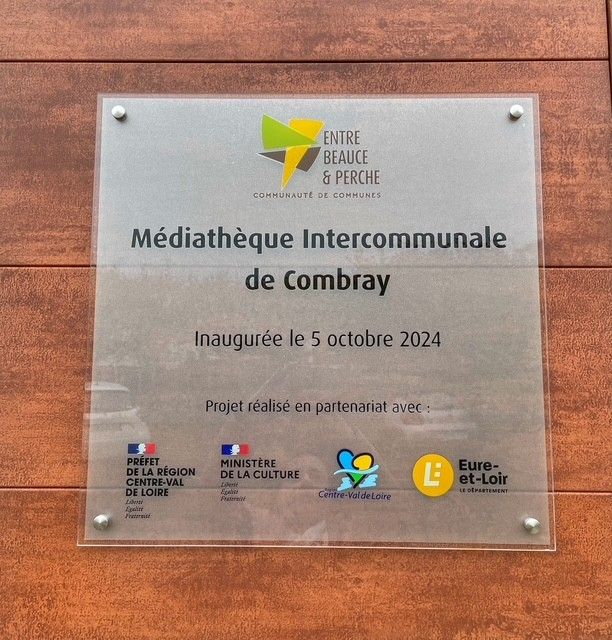 ENTRE
BEAUCE
& PERCHE
COMMUNAUTÉ DE COMMUNES
Médiathèque Intercommunale
de Combray
Inaugurée le 5 octobre 2024
Projet réalisé en partenariat avec :
PRÉFET
DE LA RÉGION
CENTRE-VAL
DE LOIRE
Liberté
Égalité
Fraternité
MINISTÈRE
DE LA CULTURE
Liberté
Égalité
Fraternité
Région
Centre-Val de Loire
Eure-
et-Loir
LE DÉPARTEMENT